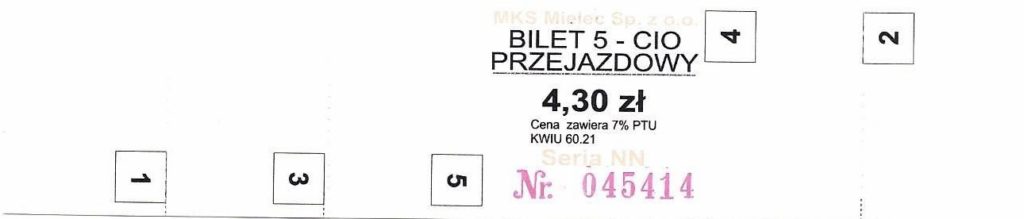 MKS Mielec Sp. z o.o.
BILET 5 - CIO
PRZEJAZDOWY
4,30 zł
Cena zawiera 7% PTU
KWIU 60.21
Seria NN
Nr. 045414
4
2
1
3
5